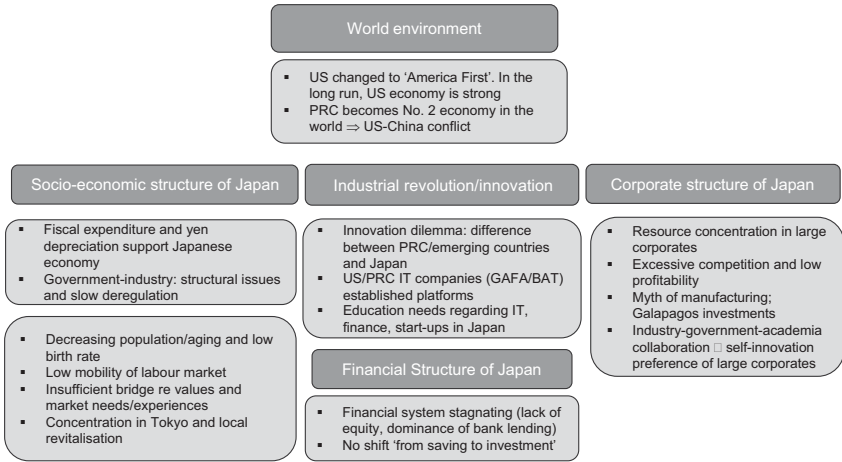 World environment
▪ US changed to ‘America First’. In the
long run, US economy is strong
▪ PRC becomes No. 2 economy in the
world ⇒ US-China conflict
Socio-economic structure of Japan
▪ Fiscal expenditure and yen
depreciation support Japanese
economy
▪ Government-industry: structural issues
and slow deregulation
▪ Decreasing population/aging and low
birth rate
▪ Low mobility of labour market
▪ Insufficient bridge re values and
market needs/experiences
▪ Concentration in Tokyo and local
revitalisation
Industrial revolution/innovation
▪ Innovation dilemma: difference
between PRC/emerging countries
and Japan
▪ US/PRC IT companies (GAFA/BAT)
established platforms
▪ Education needs regarding IT,
finance, start-ups in Japan
Financial Structure of Japan
▪ Financial system stagnating (lack of
equity, dominance of bank lending)
▪ No shift ‘from saving to investment’
Corporate structure of Japan
▪ Resource concentration in large
corporates
▪ Excessive competition and low
profitability
▪ Myth of manufacturing;
Galapagos investments
▪ Industry-government-academia
collaboration □ self-innovation
preference of large corporates